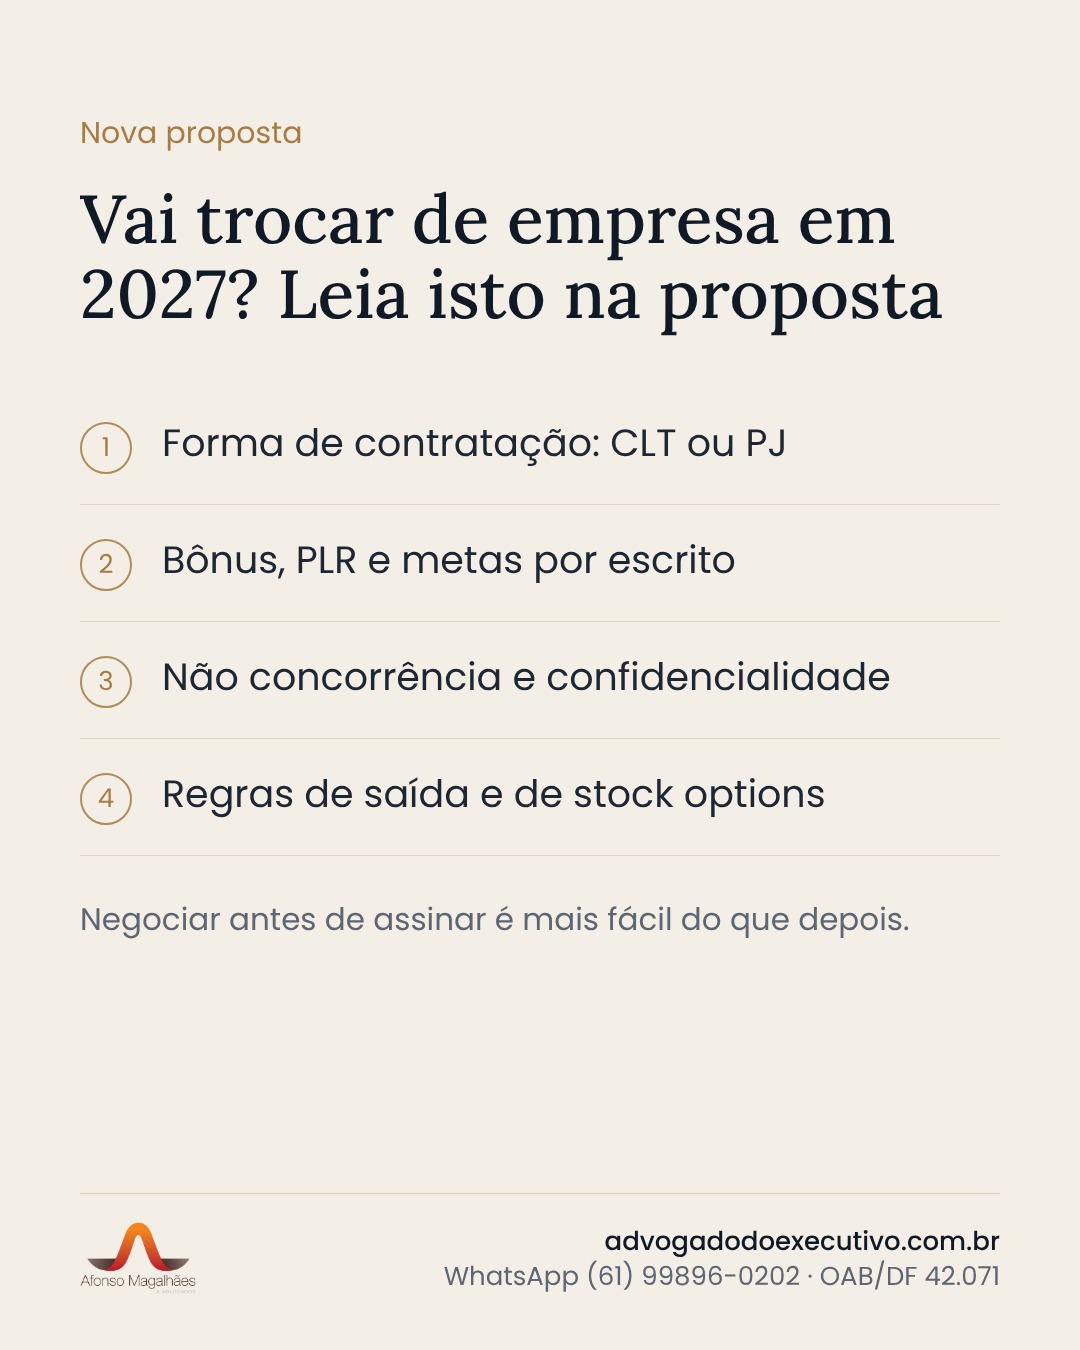 Nova proposta
Vai trocar de empresa em
2027? Leia isto na proposta
1 Forma de contratação: CLT ou PJ
2 Bônus, PLR e metas por escrito
3 Não concorrência e confidencialidade
4 Regras de saída e de stock options
Negociar antes de assinar é mais fácil do que depois.
Afonso Magalhães
advogadodoexecutivo.com.br
WhatsApp (61) 99896-0202 · OAB/DF 42.071